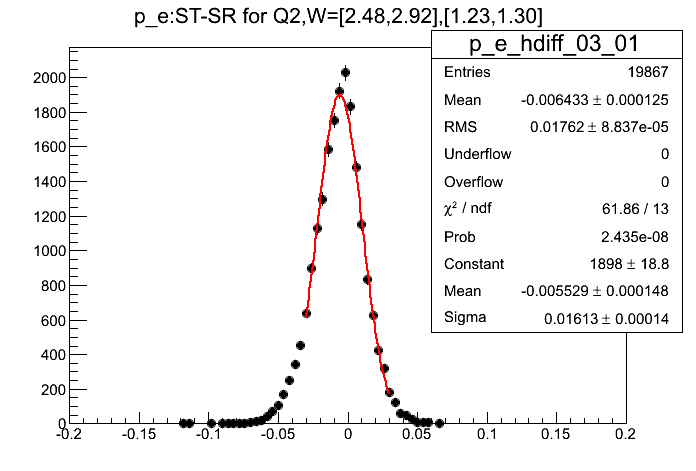 p_e:ST-SR for Q2,W=[2.48,2.92],[1.23,1.30]
p_e_hdiff_03_01
Entries 19867
Mean -0.006433 ± 0.000125
RMS 0.01762 ± 8.837e-05
Underflow 0
Overflow 0
χ² / ndf 61.86 / 13
Prob 2.435e-08
Constant 1898 ± 18.8
Mean -0.005529 ± 0.000148
Sigma 0.01613 ± 0.00014
2000
1800
1600
1400
1200
1000
800
600
400
200
0
-0.2 -0.15 -0.1 -0.05 0 0.05 0.1 0.15 0.2